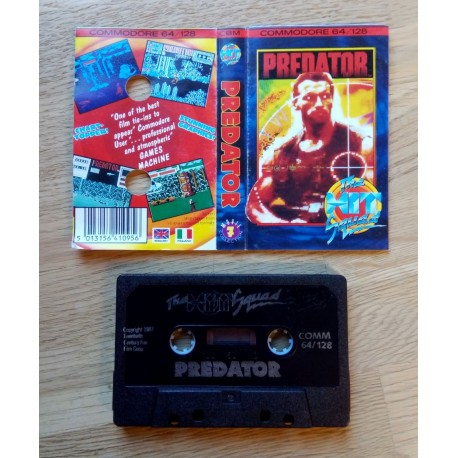 COMMODORE 64/128
"One of the best
film tie-ins to
appear" Commodore
User "... professional
and atmospheric"
GAMES
MACHINE
5 013156 410956
CBM
PREDATOR
COMMODORE 64/128
PREDATOR
The
HIT
Squad
The HIT Squad
Copyright 1987
Twentieth
Century Fox
Film Corp.
COMM
64/128
PREDATOR